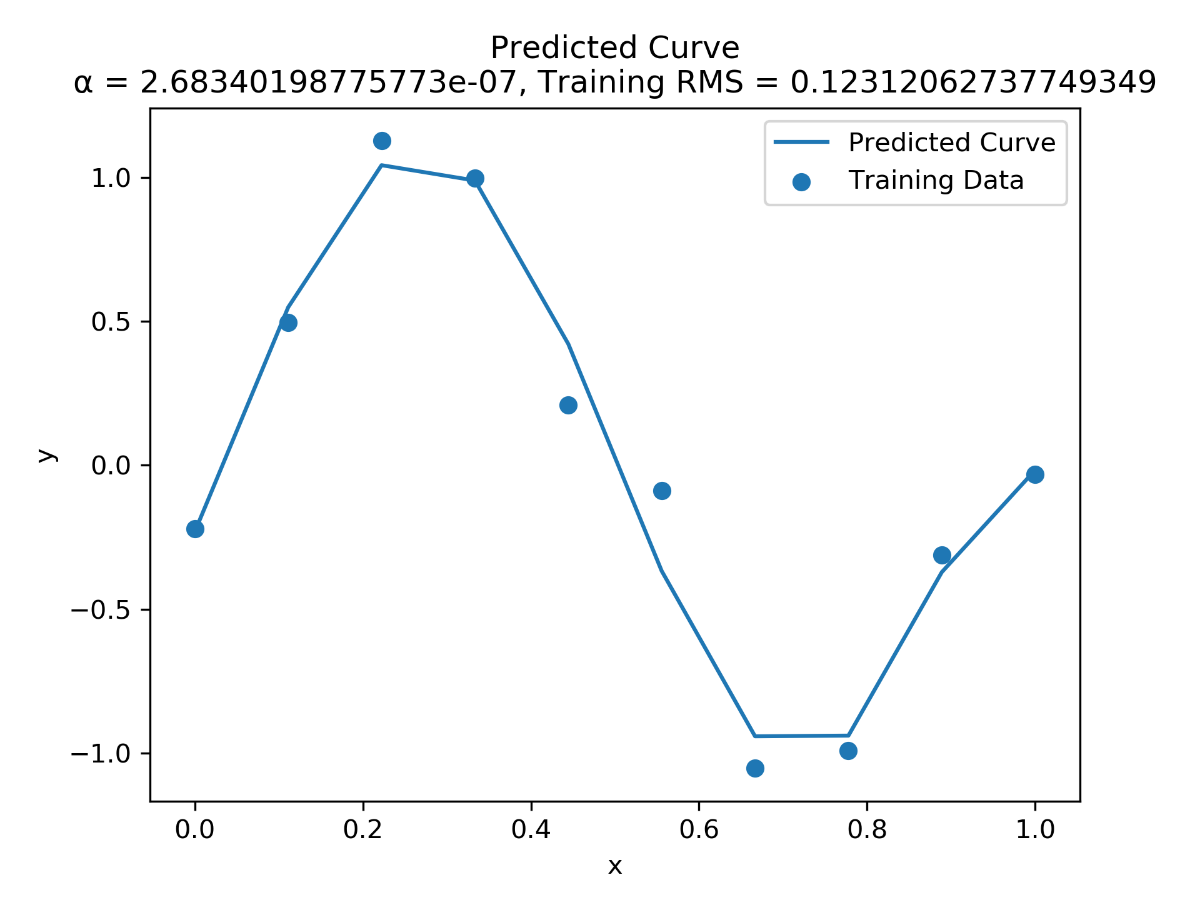 Predicted Curve
α = 2.68340198775773e-07, Training RMS = 0.12312062737749349
Predicted Curve
Training Data
1.0
0.5
0.0
−0.5
−1.0
y
0.0 0.2 0.4 0.6 0.8 1.0
x